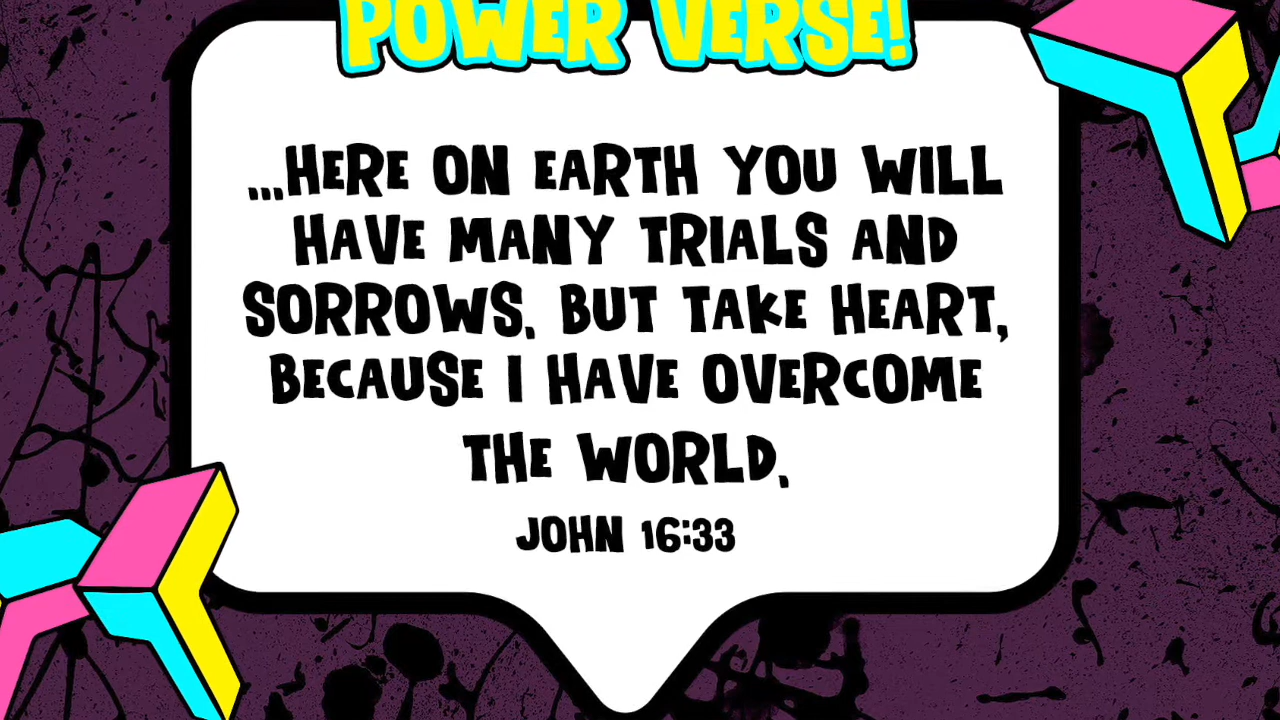 POWER VERSE!
...HERE ON EARTH YOU WILL
HAVE MANY TRIALS AND
SORROWS. BUT TAKE HEART,
BECAUSE I HAVE OVERCOME
THE WORLD.
JOHN 16:33